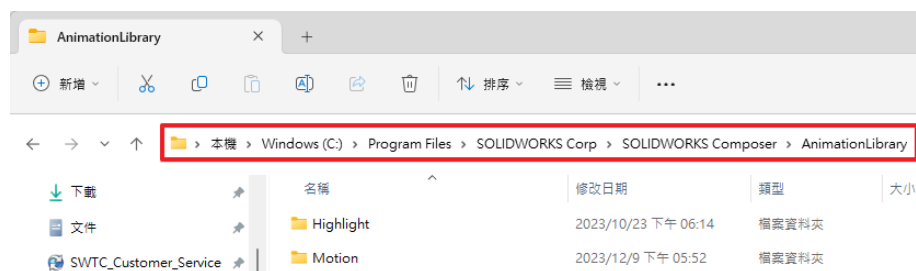 AnimationLibrary
新增 排序 檢視
本機 > Windows (C:) > Program Files > SOLIDWORKS Corp > SOLIDWORKS Composer > AnimationLibrary
下載 名稱 修改日期 類型 大小
文件 Highlight 2023/10/23 下午 06:14 檔案資料夾
SWTC_Customer_Service Motion 2023/12/9 下午 05:52 檔案資料夾